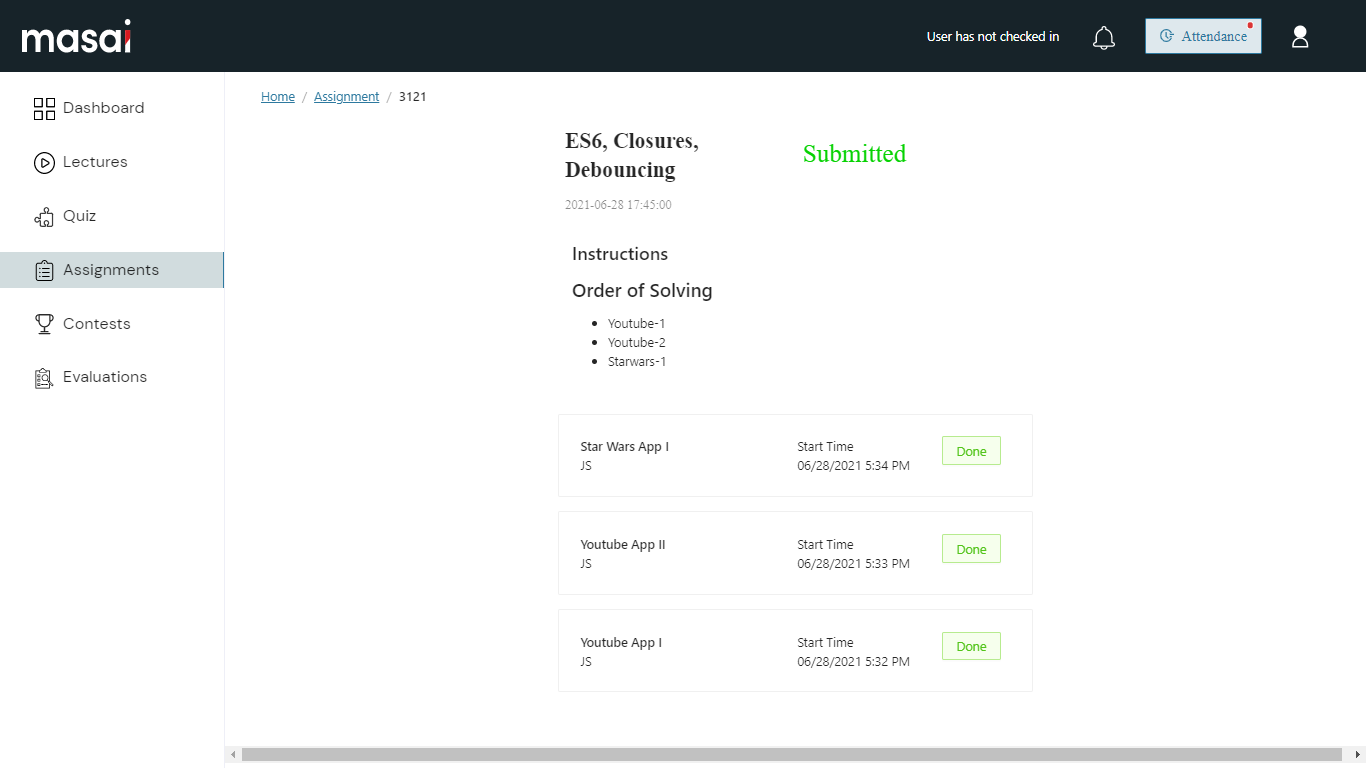 masai
User has not checked in
Attendance
Dashboard
Lectures
Quiz
Assignments
Contests
Evaluations
Home / Assignment / 3121
ES6, Closures,
Debouncing
Submitted
2021-06-28 17:45:00
Instructions
Order of Solving
Youtube-1
Youtube-2
Starwars-1
Star Wars App I
JS
Start Time
06/28/2021 5:34 PM
Done
Youtube App II
JS
Start Time
06/28/2021 5:33 PM
Done
Youtube App I
JS
Start Time
06/28/2021 5:32 PM
Done